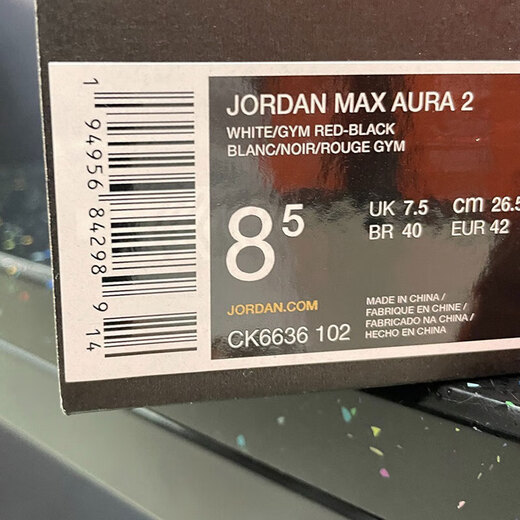 JORDAN MAX AURA 2
WHITE/GYM RED-BLACK
BLANC/NOIR/ROUGE GYM
8⁵
UK 7.5 cm 26.5
BR 40 EUR 42
JORDAN.COM
CK6636 102
MADE IN CHINA /
FABRIQUE EN CHINE /
FABRICADO NA CHINA /
HECHO EN CHINA
1 94956 84298 9 14